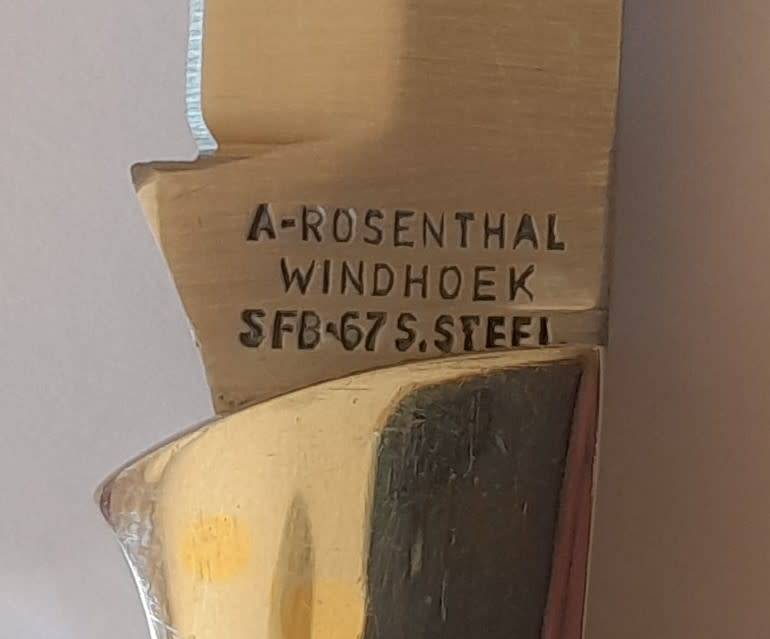 A-ROSENTHAL
WINDHOEK
SFB·67 S.STEEL